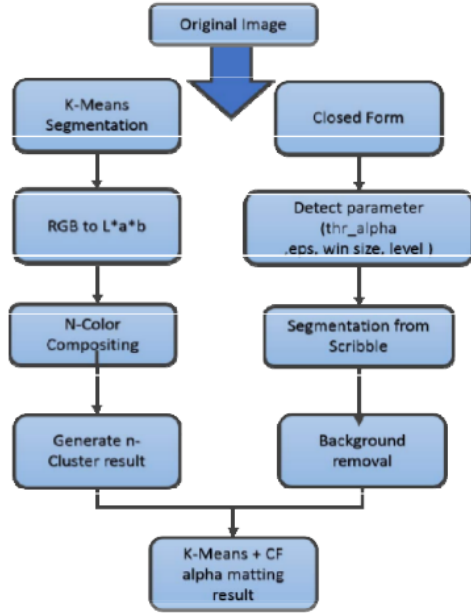 Original Image
K-Means
Segmentation
RGB to L*a*b
N-Color
Compositing
Generate n-
Cluster result
Closed Form
Detect parameter
(thr_alpha
,eps, win size, level )
Segmentation from
Scribble
Background
removal
K-Means + CF
alpha matting
result